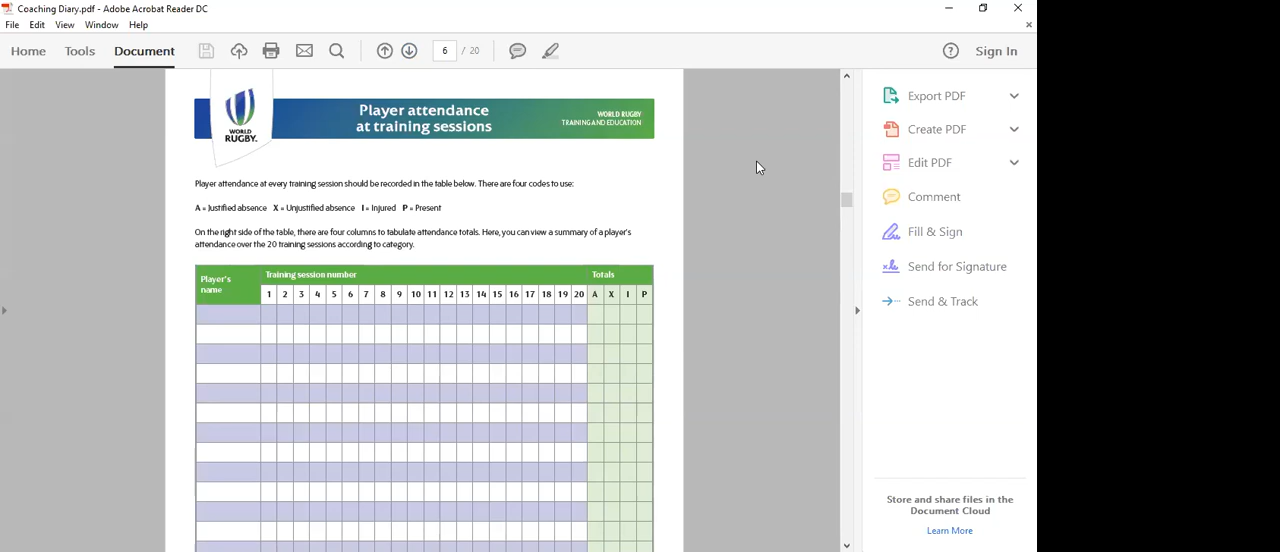 Coaching Diary.pdf - Adobe Acrobat Reader DC
File Edit View Window Help
Home Tools Document 6 / 20 Sign In
Player attendance
at training sessions
WORLD RUGBY
TRAINING AND EDUCATION
WORLD
RUGBY.
Player attendance at every training session should be recorded in the table below. There are four codes to use:
A = Justified absence X = Unjustified absence I = Injured P = Present
On the right side of the table, there are four columns to tabulate attendance totals. Here, you can view a summary of a player's
attendance over the 20 training sessions according to category.
Player's
name
Training session number
Totals
1 2 3 4 5 6 7 8 9 10 11 12 13 14 15 16 17 18 19 20 A X I P
Export PDF
Create PDF
Edit PDF
Comment
Fill & Sign
Send for Signature
Send & Track
Store and share files in the
Document Cloud
Learn More